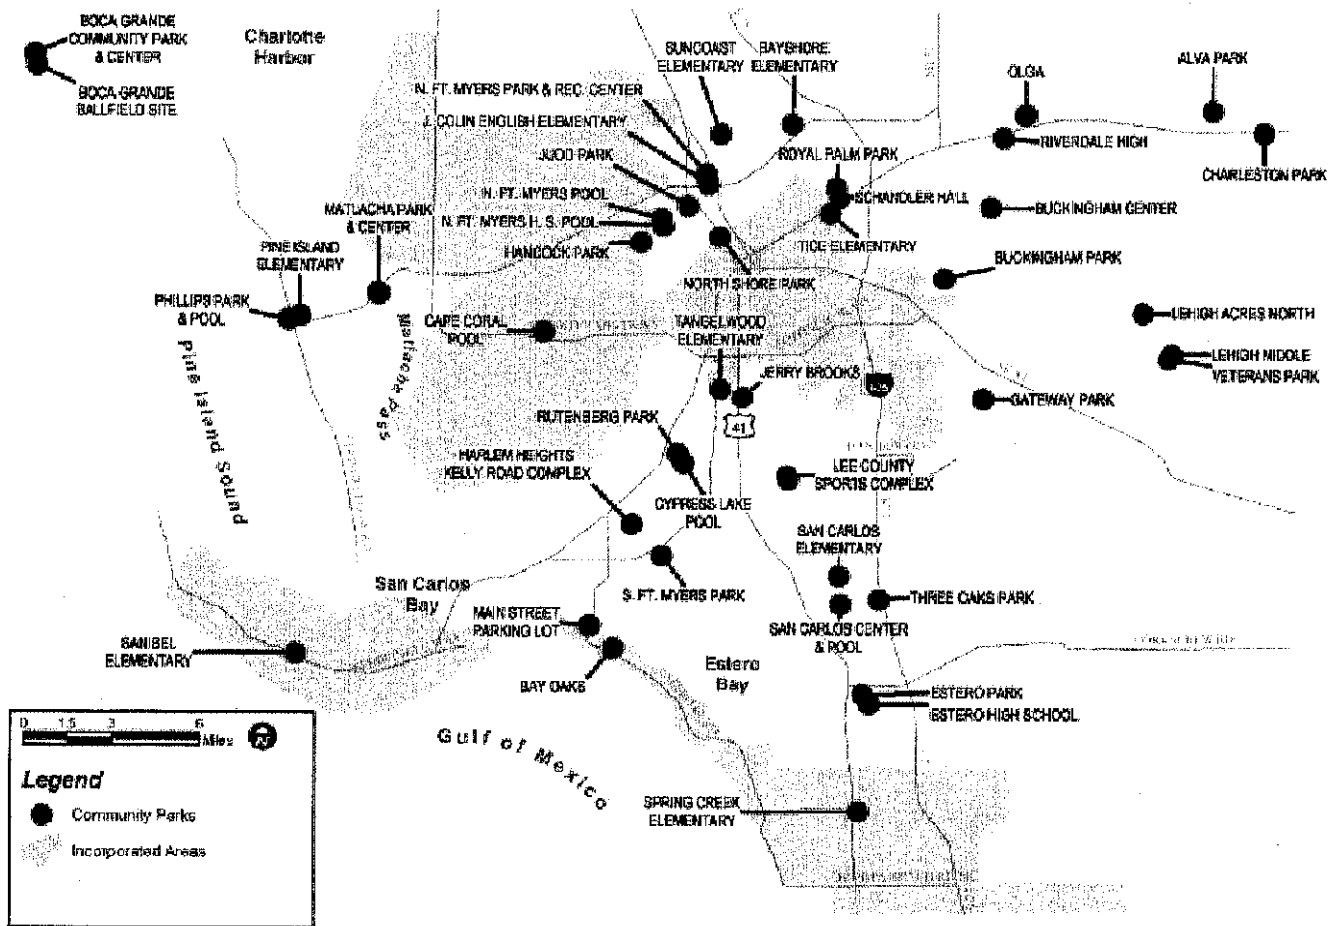 BOCA GRANDE
COMMUNITY PARK
& CENTER
BOCA GRANDE
BALLFIELD SITE
Charlotte
Harbor
SUNCOAST
ELEMENTARY
BAYSHORE
ELEMENTARY
N. FT. MYERS PARK & REC. CENTER
J. COLIN ENGLISH ELEMENTARY
JUDD PARK
N. FT. MYERS POOL
N. FT. MYERS H. S. POOL
HANCOCK PARK
OLGA
ALVA PARK
RIVERDALE HIGH
CHARLESTON PARK
ROYAL PALM PARK
SCHANDLER HALL
TICE ELEMENTARY
BUCKINGHAM CENTER
BUCKINGHAM PARK
MATLACHA PARK
& CENTER
PINE ISLAND
ELEMENTARY
PHILLIPS PARK
& POOL
NORTH SHORE PARK
CAPE CORAL
POOL
TANGELWOOD
ELEMENTARY
JERRY BROOKS
LEHIGH ACRES NORTH
LEHIGH MIDDLE
VETERANS PARK
GATEWAY PARK
Pine Island Sound
Matlacha Pass
41
RUTENBERG PARK
HARLEM HEIGHTS
KELLY ROAD COMPLEX
CYPRESS LAKE
POOL
LEE COUNTY
SPORTS COMPLEX
SAN CARLOS
ELEMENTARY
S. FT. MYERS PARK
THREE OAKS PARK
SAN CARLOS CENTER
& POOL
San Carlos
Bay
MAIN STREET
PARKING LOT
SANIBEL
ELEMENTARY
BAY OAKS
Estero
Bay
ESTERO PARK
ESTERO HIGH SCHOOL
Gulf of Mexico
SPRING CREEK
ELEMENTARY
0 1.5 3 6
Miles
Legend
Community Parks
Incorporated Areas